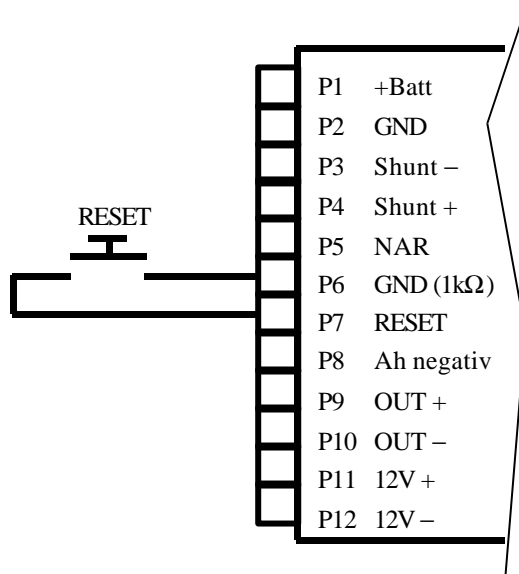 P1 +Batt
P2 GND
P3 Shunt −
P4 Shunt +
RESET
P5 NAR
P6 GND (1kΩ)
P7 RESET
P8 Ah negativ
P9 OUT +
P10 OUT −
P11 12V +
P12 12V −